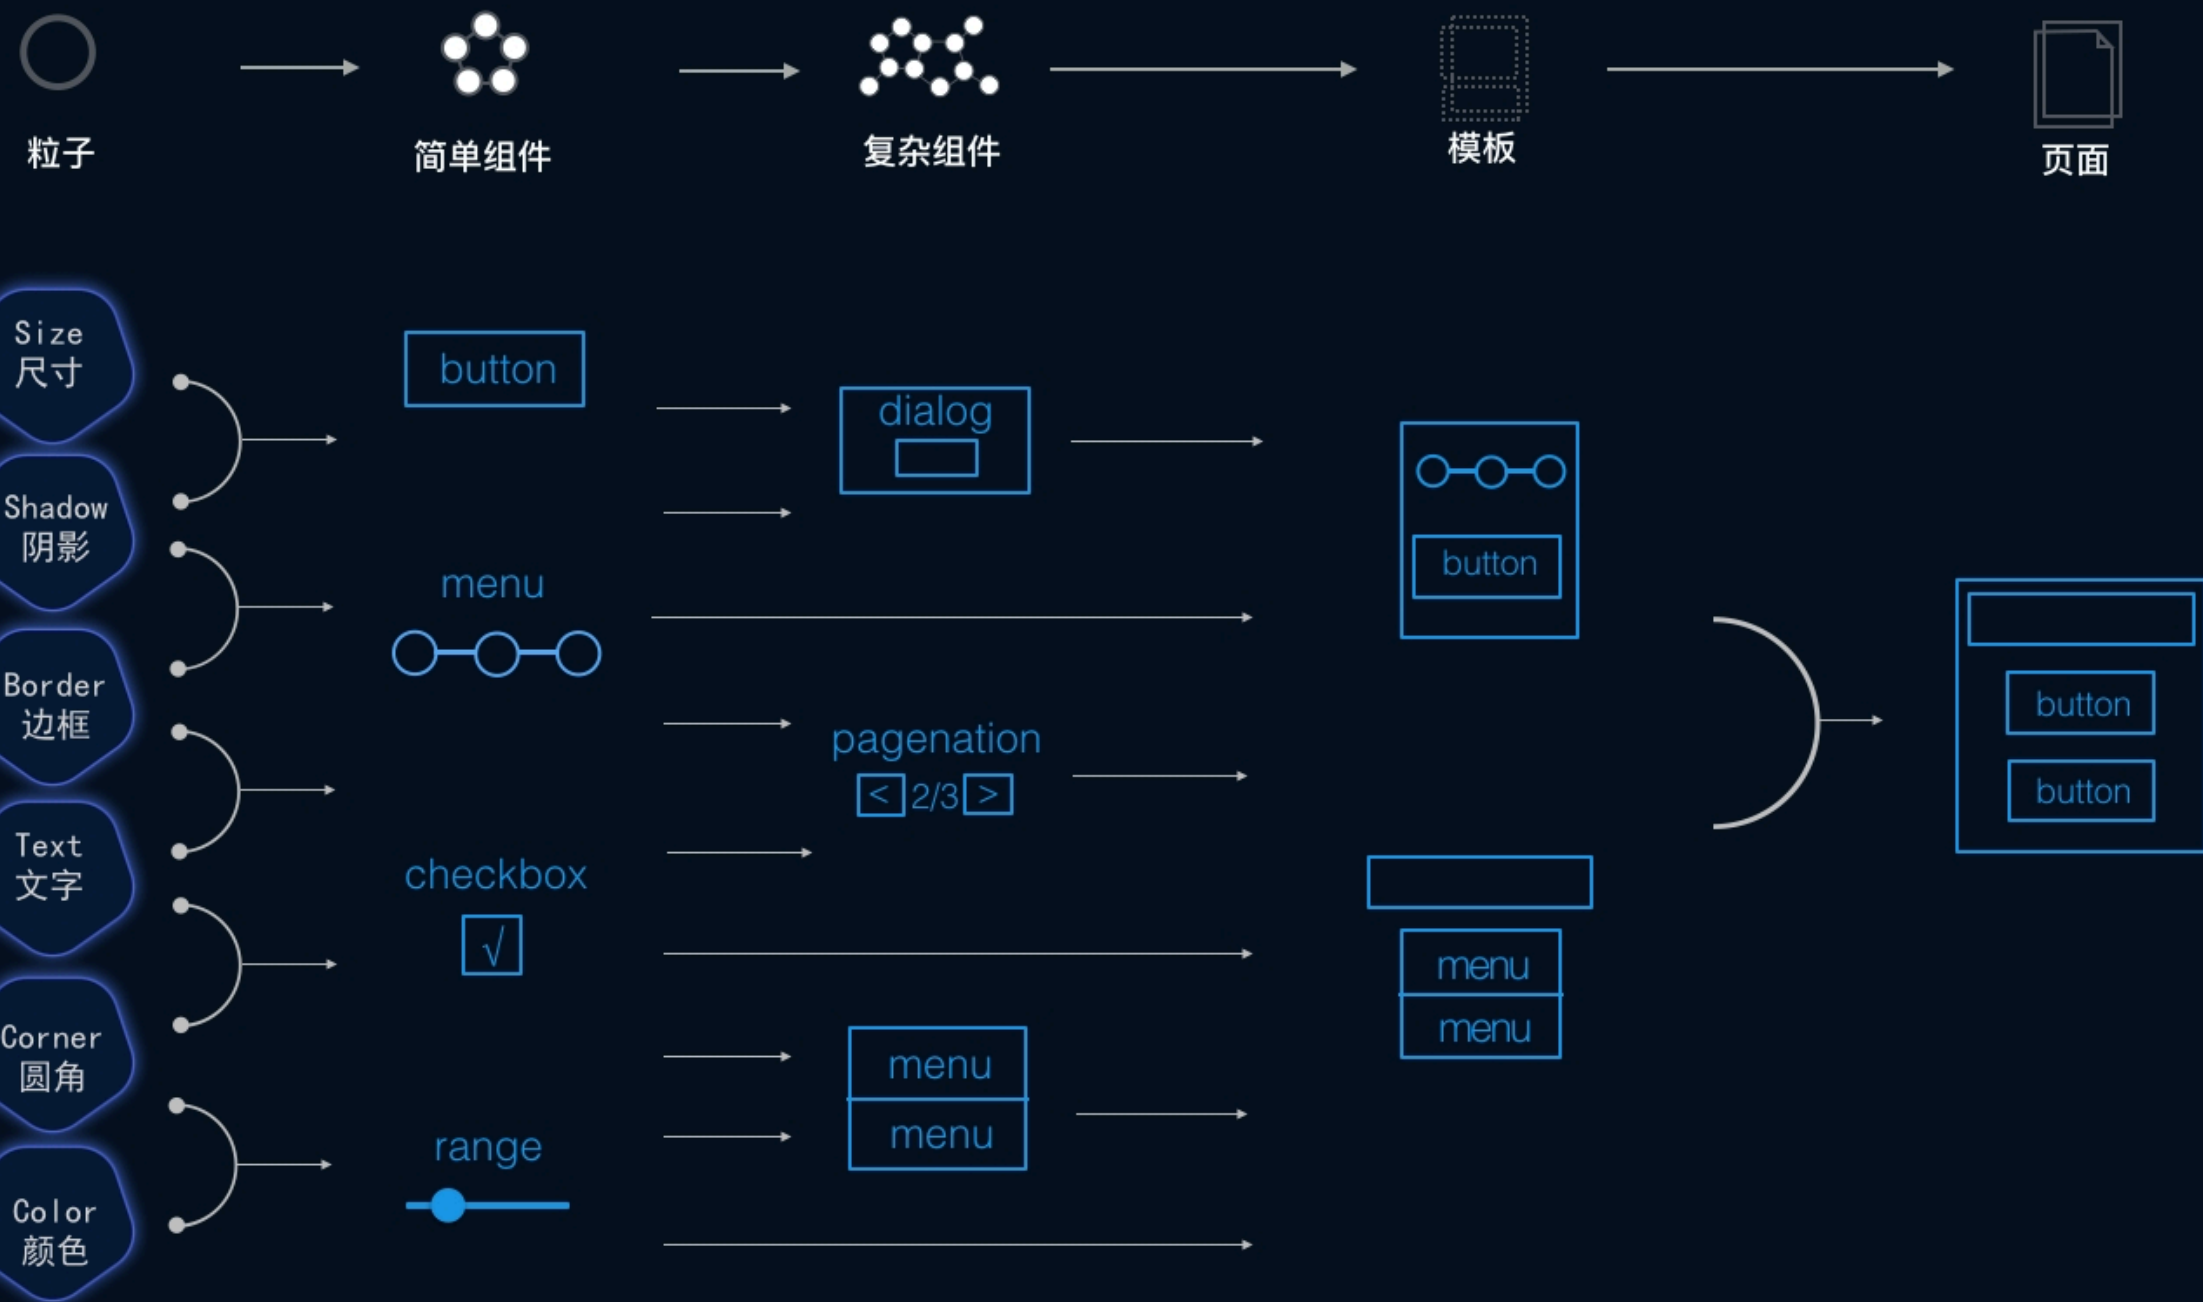 粒子
简单组件
复杂组件
模板
页面
Size
尺寸
Shadow
阴影
Border
边框
Text
文字
Corner
圆角
Color
颜色
button
menu
checkbox
√
range
dialog
pagenation
< 2/3 >
menu
menu
button
menu
menu
button
button